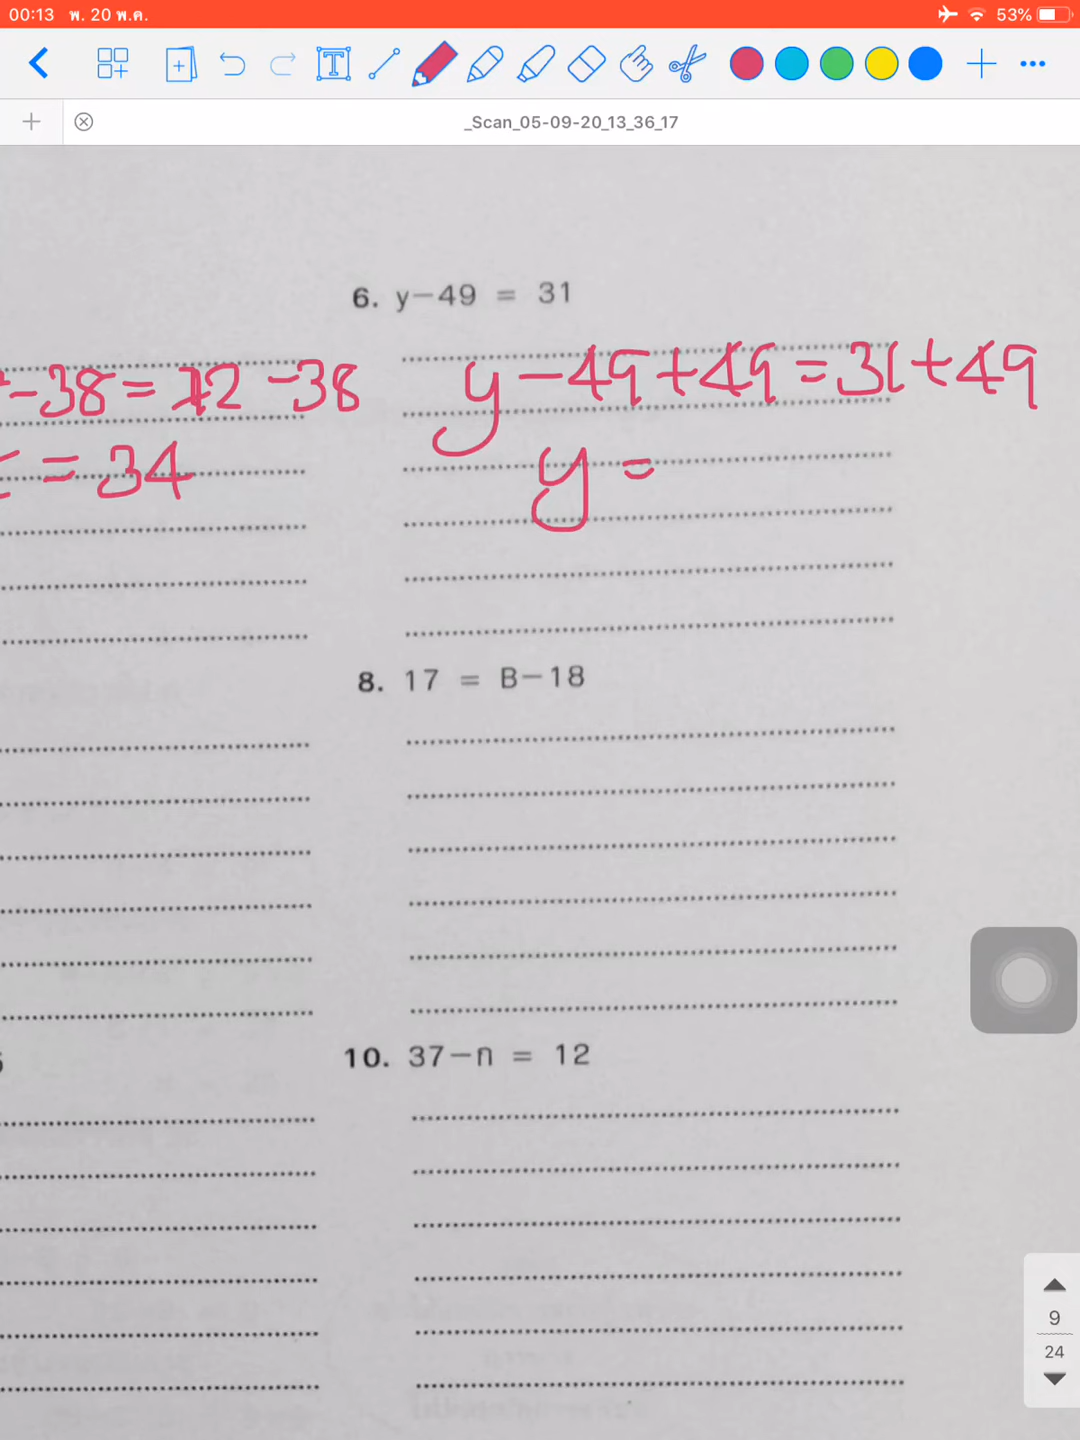 00:13 พ. 20 พ.ค. 53%
_Scan_05-09-20_13_36_17
6. y-49 = 31
-38 = 72 -38
y - 49 + 49 = 31 + 49
= 34
y =
8. 17 = B-18
10. 37-n = 12
9
24